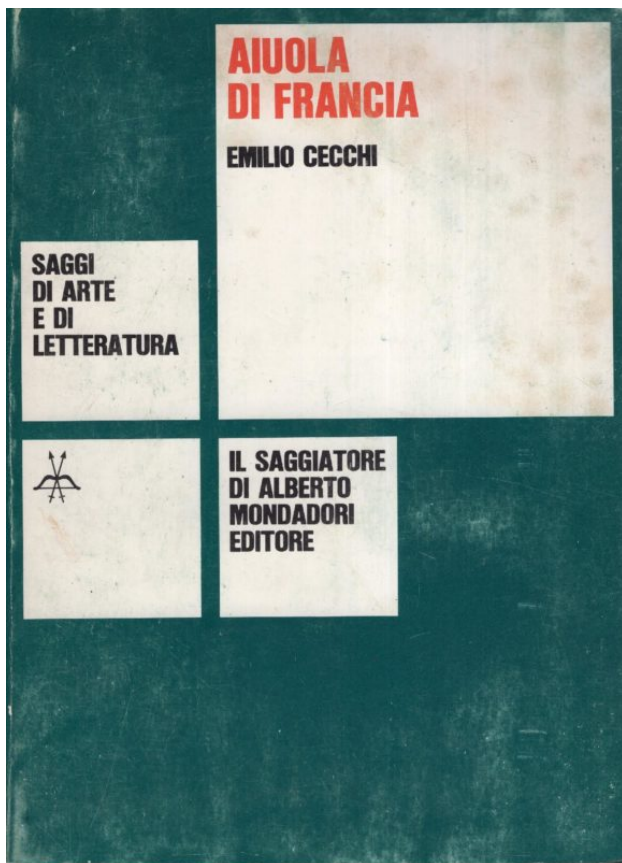 AIUOLA
DI FRANCIA
EMILIO CECCHI
SAGGI
DI ARTE
E DI
LETTERATURA
IL SAGGIATORE
DI ALBERTO
MONDADORI
EDITORE